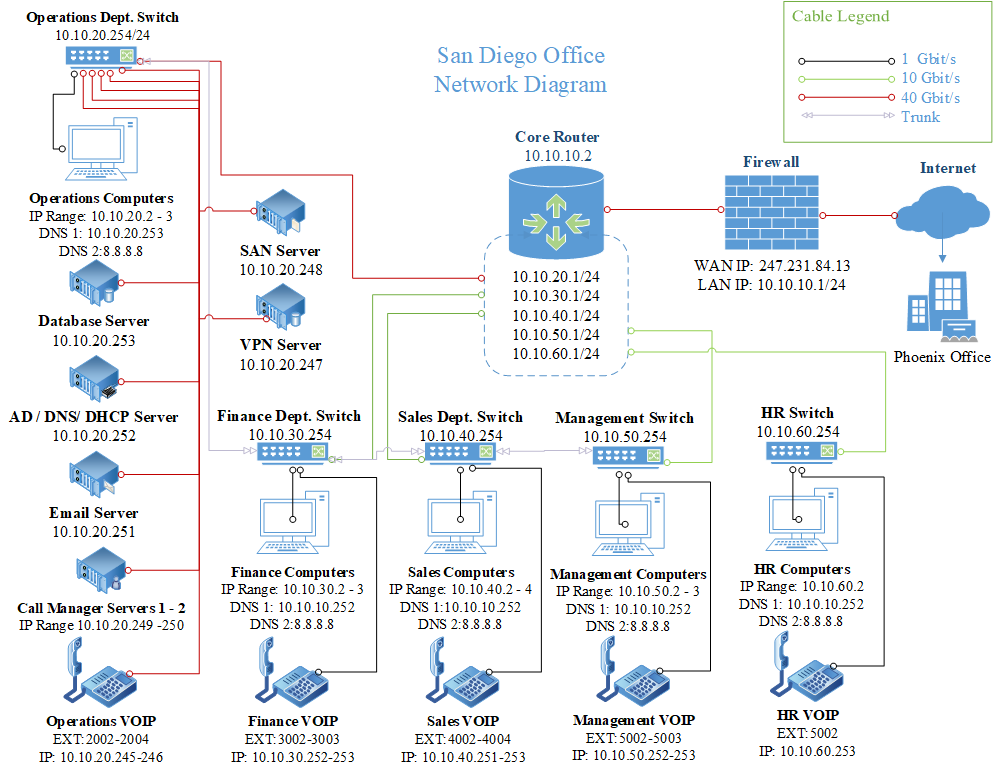 Operations Dept. Switch
10.10.20.254/24
San Diego Office
Network Diagram
Cable Legend
1 Gbit/s
10 Gbit/s
40 Gbit/s
Trunk
Operations Computers
IP Range: 10.10.20.2 - 3
DNS 1: 10.10.20.253
DNS 2:8.8.8.8
Core Router
10.10.10.2
10.10.20.1/24
10.10.30.1/24
10.10.40.1/24
10.10.50.1/24
10.10.60.1/24
Firewall
WAN IP: 247.231.84.13
LAN IP: 10.10.10.1/24
Internet
Phoenix Office
SAN Server
10.10.20.248
VPN Server
10.10.20.247
Database Server
10.10.20.253
AD / DNS/ DHCP Server
10.10.20.252
Email Server
10.10.20.251
Call Manager Servers 1 - 2
IP Range 10.10.20.249 -250
Operations VOIP
EXT:2002-2004
IP: 10.10.20.245-246
Finance Dept. Switch
10.10.30.254
Finance Computers
IP Range: 10.10.30.2 - 3
DNS 1: 10.10.10.252
DNS 2:8.8.8.8
Finance VOIP
EXT:3002-3003
IP: 10.10.30.252-253
Sales Dept. Switch
10.10.40.254
Sales Computers
IP Range: 10.10.40.2 - 4
DNS 1:10.10.10.252
DNS 2:8.8.8.8
Sales VOIP
EXT:4002-4004
IP: 10.10.40.251-253
Management Switch
10.10.50.254
Management Computers
IP Range: 10.10.50.2 - 3
DNS 1: 10.10.10.252
DNS 2:8.8.8.8
Management VOIP
EXT:5002-5003
IP: 10.10.50.252-253
HR Switch
10.10.60.254
HR Computers
IP Range: 10.10.60.2
DNS 1: 10.10.10.252
DNS 2:8.8.8.8
HR VOIP
EXT:5002
IP: 10.10.60.253